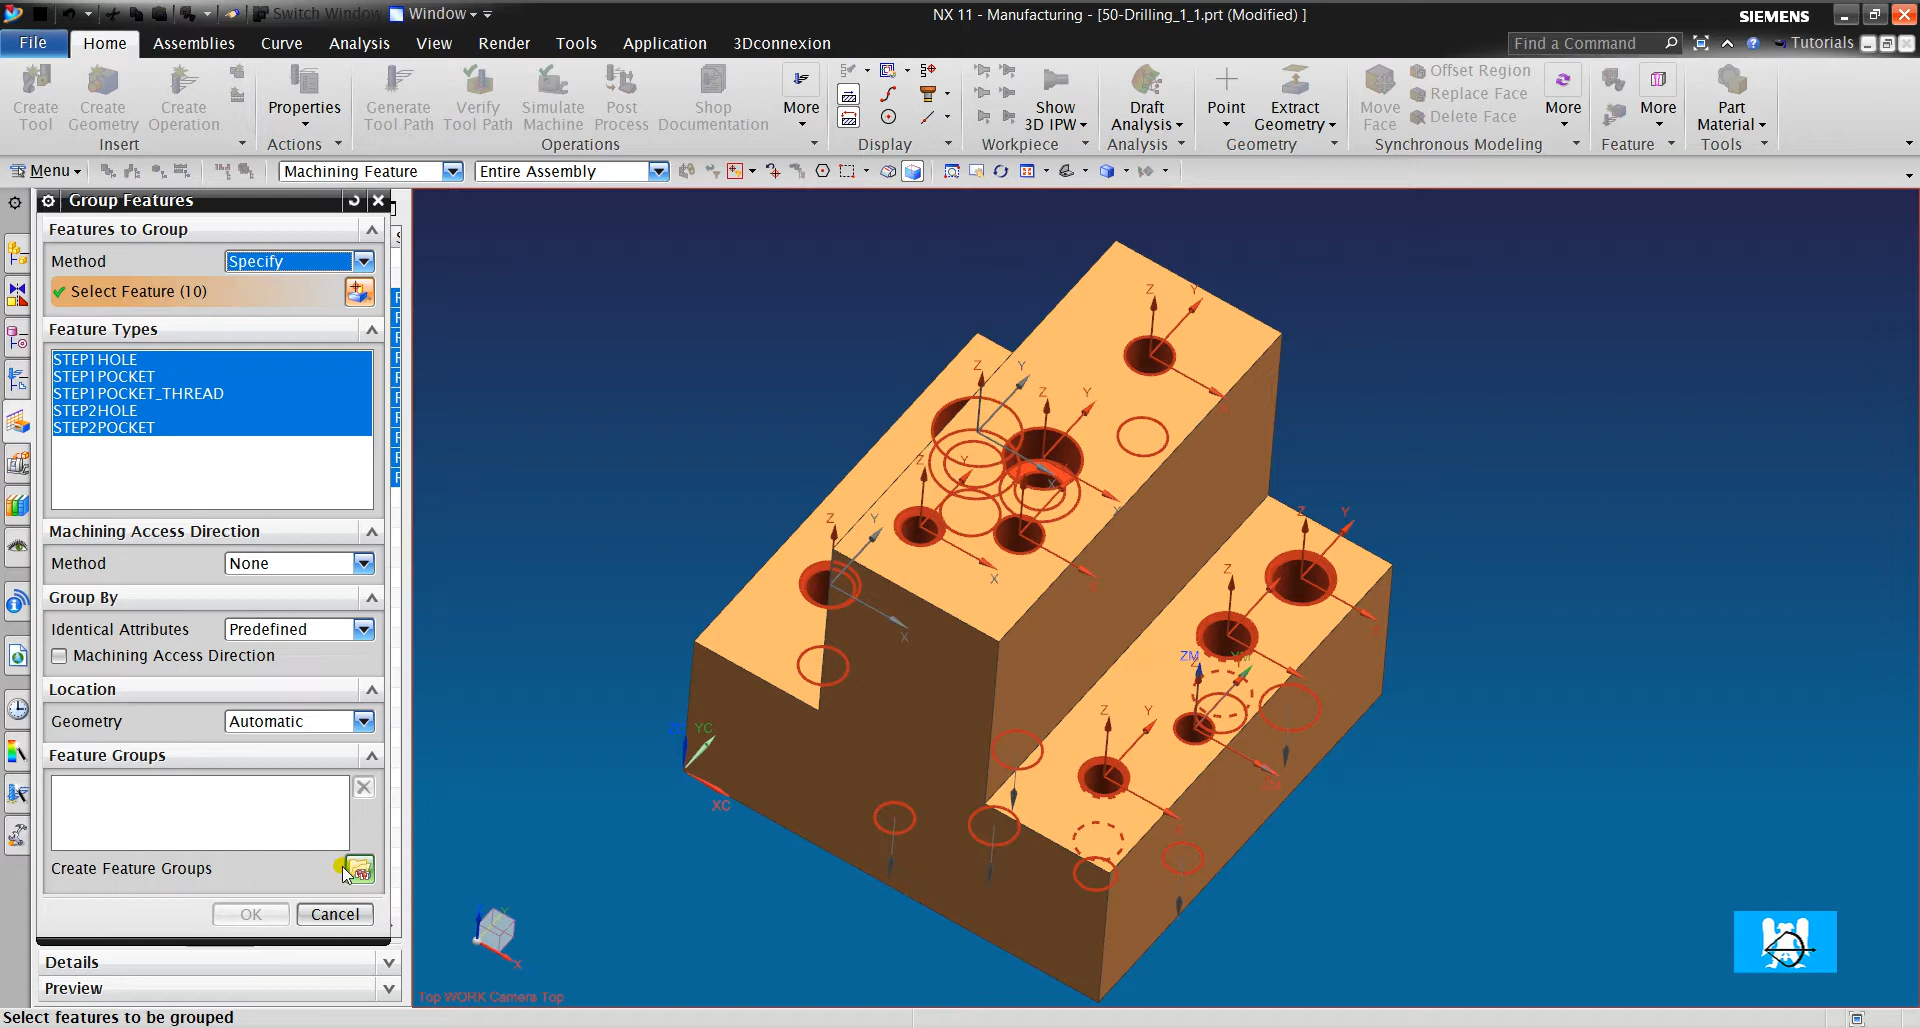 Switch Window Window
NX 11 - Manufacturing - [50-Drilling_1_1.prt (Modified) ]
SIEMENS
File Home Assemblies Curve Analysis View Render Tools Application 3Dconnexion
Find a Command Tutorials
Create Tool
Create Geometry
Create Operation
Insert
Properties
Actions
Generate Tool Path
Verify Tool Path
Simulate Machine
Post Process
Shop Documentation
More
Operations
Display
Show 3D IPW
Workpiece
Draft Analysis
Analysis
Point
Extract Geometry
Geometry
Move Face
Offset Region
Replace Face
Delete Face
More
Synchronous Modeling
More
Feature
Part Material
Tools
Menu Machining Feature Entire Assembly
Group Features
Features to Group
Method Specify
Select Feature (10)
Feature Types
STEP1HOLE
STEP1POCKET
STEP1POCKET_THREAD
STEP2HOLE
STEP2POCKET
Machining Access Direction
Method None
Group By
Identical Attributes Predefined
Machining Access Direction
Location
Geometry Automatic
Feature Groups
Create Feature Groups
OK Cancel
Details
Preview
Select features to be grouped
Z Y
Z Y
Z Y
X
Z Y
X
Z Y
X
Z Y
Z
ZM YM
Z Y
YC
XC
X
Top WORK Camera Top